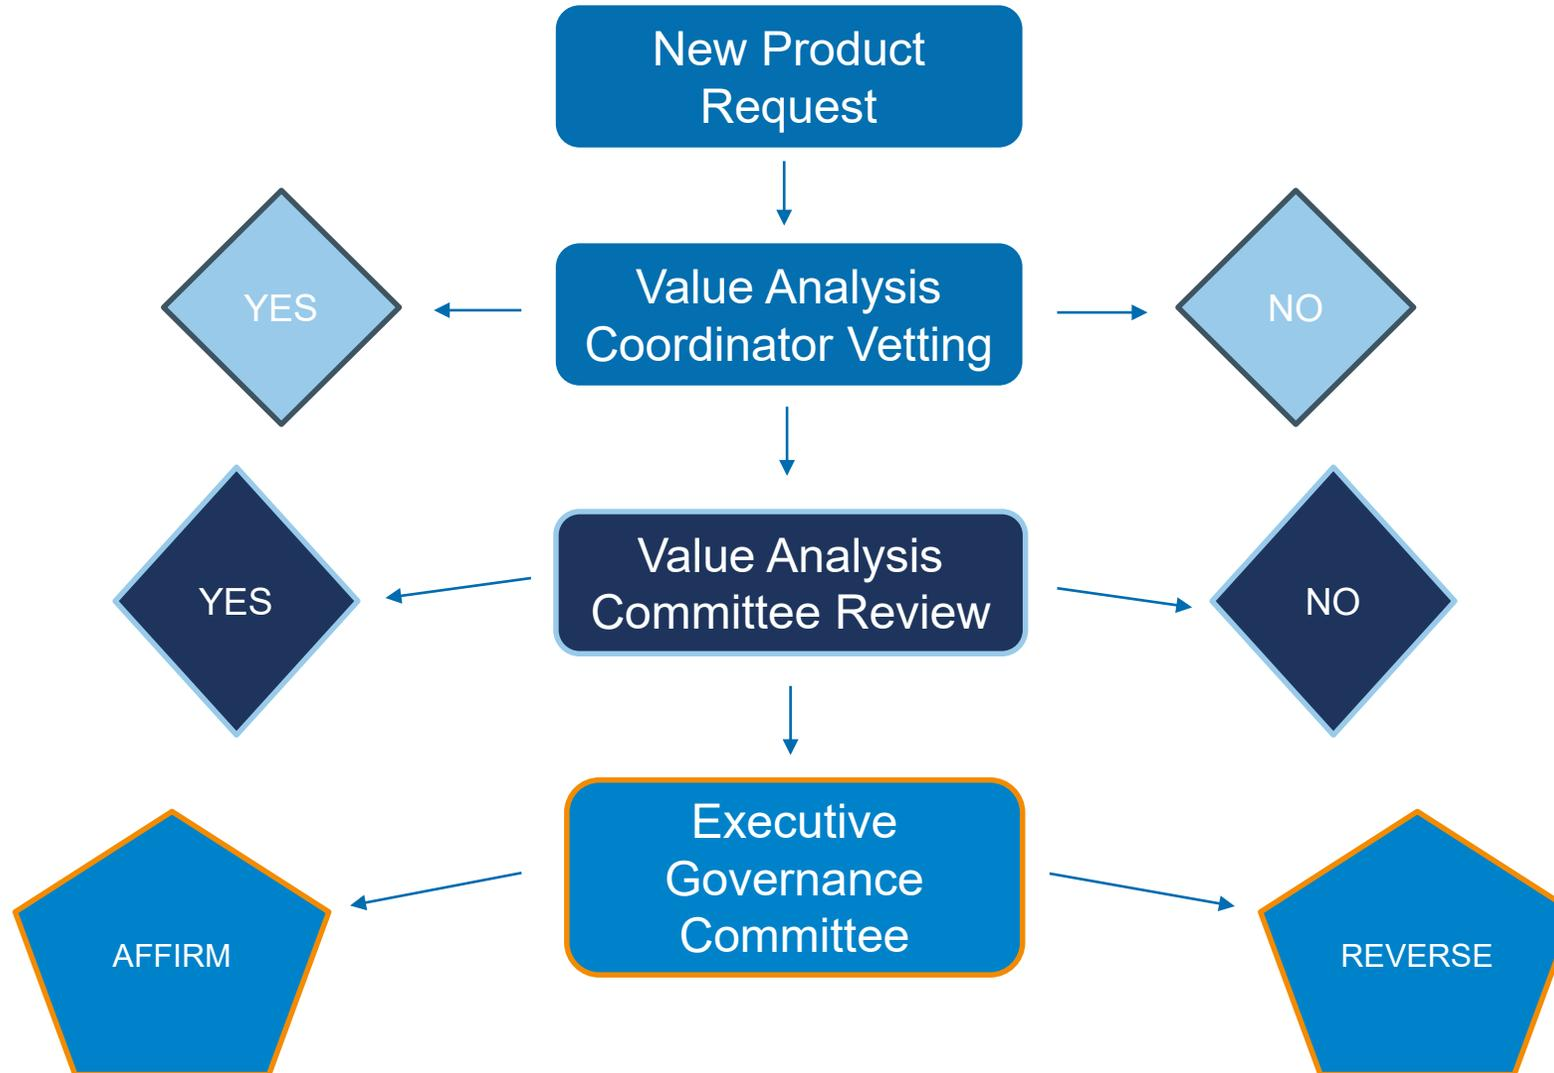 New Product
Request
YES
Value Analysis
Coordinator Vetting
NO
YES
Value Analysis
Committee Review
NO
Executive
Governance
Committee
AFFIRM
REVERSE